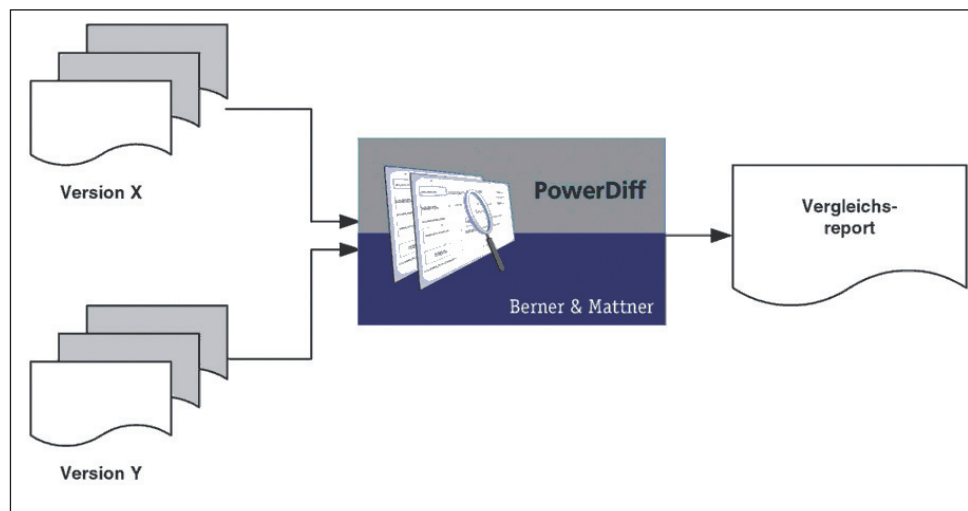 Version X
PowerDiff
Berner & Mattner
Vergleichs-
report
Version Y